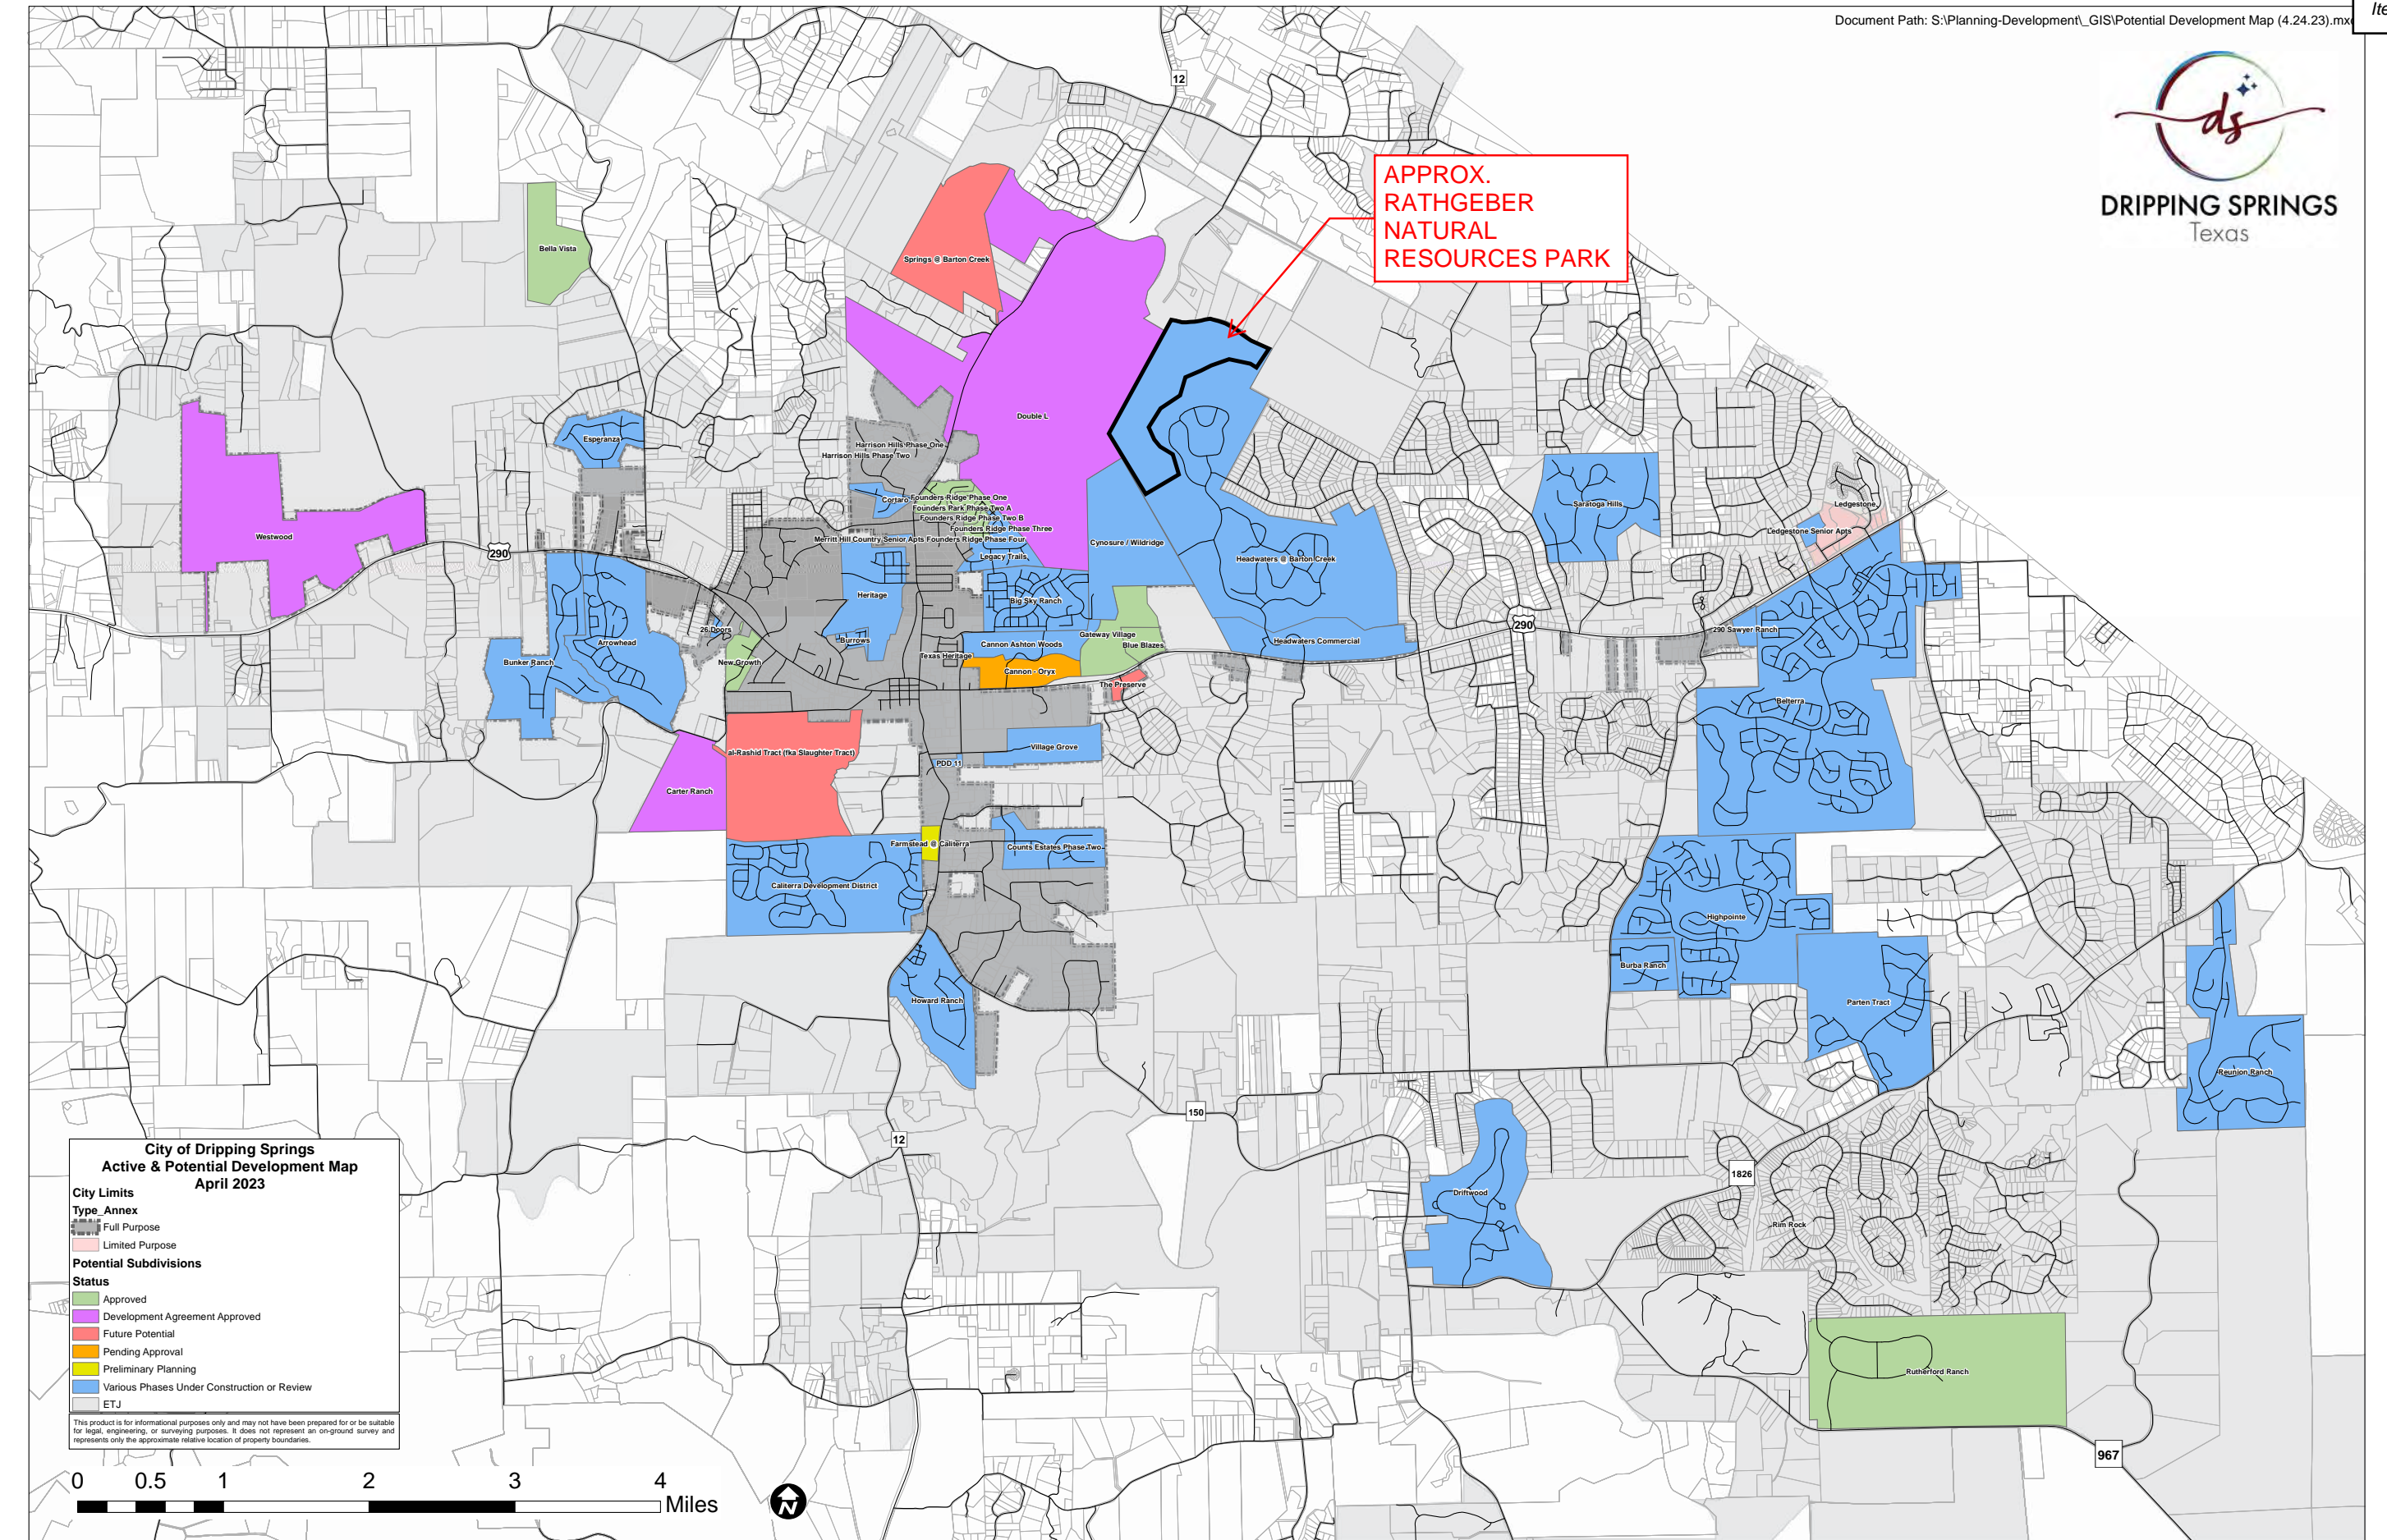 Ite
Document Path: S:\Planning-Development\_GIS\Potential Development Map (4.24.23).mx
12
ds
DRIPPING SPRINGS
Texas
APPROX.
RATHGEBER
NATURAL
RESOURCES PARK
Bella Vista
Springs @ Barton Creek
Double L
Esperanza
Harrison Hills Phase One
Harrison Hills Phase Two
Cortaro
Founders Ridge Phase One
Founders Park Phase Two A
Founders Ridge Phase Two B
Founders Ridge Phase Three
Merritt Hill Country Senior Apts
Founders Ridge Phase Four
Legacy Trails
Cynosure / Wildridge
Headwaters @ Barton Creek
Saratoga Hills
Ledgestone
Ledgestone Senior Apts
Westwood
290
Heritage
Big Sky Ranch
26 Doors
Burrows
Arrowhead
Bunker Ranch
New Growth
Texas Heritage
Cannon Ashton Woods
Gateway Village
Blue Blazes
Headwaters Commercial
290
290 Sawyer Ranch
Cannon - Oryx
The Preserve
Belterra
al-Rashid Tract (fka Slaughter Tract)
Village Grove
PDD 11
Carter Ranch
Farmstead @ Caliterra
Counts Estates Phase Two
Caliterra Development District
Highpointe
Burba Ranch
Howard Ranch
Parten Tract
Reunion Ranch
150
12
1826
Driftwood
Rim Rock
Rutherford Ranch
967
City of Dripping Springs
Active & Potential Development Map
April 2023
City Limits
Type_Annex
Full Purpose
Limited Purpose
Potential Subdivisions
Status
Approved
Development Agreement Approved
Future Potential
Pending Approval
Preliminary Planning
Various Phases Under Construction or Review
ETJ
This product is for informational purposes only and may not have been prepared for or be suitable
for legal, engineering, or surveying purposes. It does not represent an on-ground survey and
represents only the approximate relative location of property boundaries.
0 0.5 1 2 3 4
Miles
N